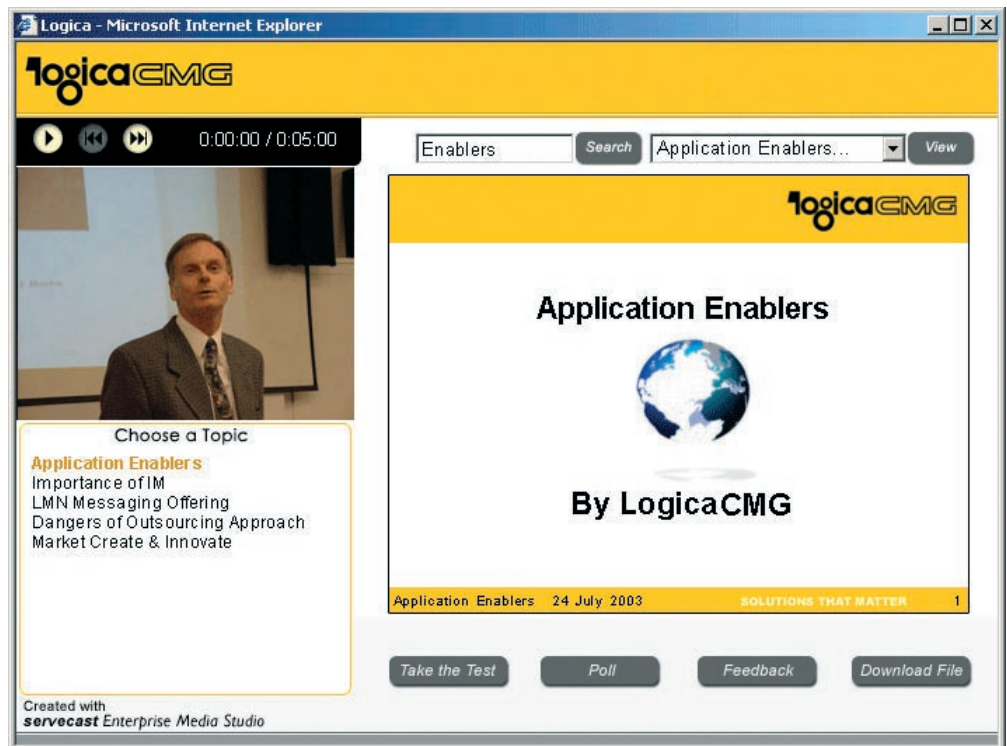 Logica - Microsoft Internet Explorer
logicaCMG
0:00:00 / 0:05:00
Enablers
Search
Application Enablers...
View
logicaCMG
Application Enablers
By LogicaCMG
Application Enablers 24 July 2003 SOLUTIONS THAT MATTER 1
Choose a Topic
Application Enablers
Importance of IM
LMN Messaging Offering
Dangers of Outsourcing Approach
Market Create & Innovate
Take the Test
Poll
Feedback
Download File
Created with
servecast Enterprise Media Studio